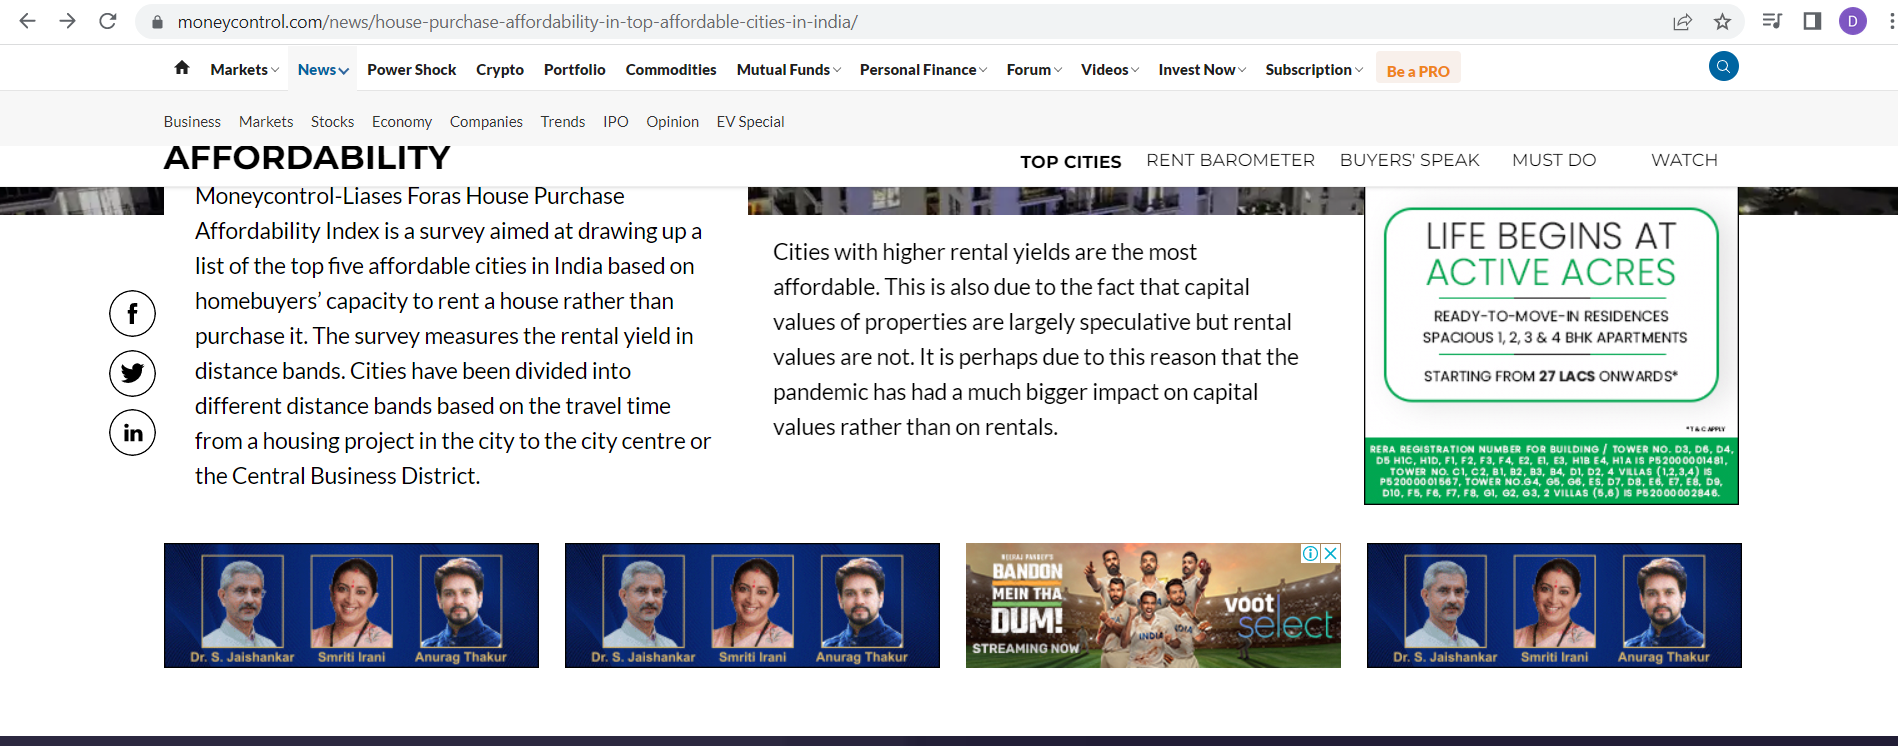 moneycontrol.com/news/house-purchase-affordability-in-top-affordable-cities-in-india/
D
Markets News Power Shock Crypto Portfolio Commodities Mutual Funds Personal Finance Forum Videos Invest Now Subscription Be a PRO
Business Markets Stocks Economy Companies Trends IPO Opinion EV Special
AFFORDABILITY
TOP CITIES RENT BAROMETER BUYERS' SPEAK MUST DO WATCH
Moneycontrol-Liases Foras House Purchase
Affordability Index is a survey aimed at drawing up a
list of the top five affordable cities in India based on
homebuyers’ capacity to rent a house rather than
purchase it. The survey measures the rental yield in
distance bands. Cities have been divided into
different distance bands based on the travel time
from a housing project in the city to the city centre or
the Central Business District.
Cities with higher rental yields are the most
affordable. This is also due to the fact that capital
values of properties are largely speculative but rental
values are not. It is perhaps due to this reason that the
pandemic has had a much bigger impact on capital
values rather than on rentals.
LIFE BEGINS AT
ACTIVE ACRES
READY-TO-MOVE-IN RESIDENCES
SPACIOUS 1, 2, 3 & 4 BHK APARTMENTS
STARTING FROM 27 LACS ONWARDS*
*T & C APPLY
RERA REGISTRATION NUMBER FOR BUILDING / TOWER NO. D3, D6, D4,
D5 H1C, H1D, F1, F2, F3, F4, E2, E1, E3, H1B E4, H1A IS P52000001481,
TOWER NO. C1, C2, B1, B2, B3, B4, D1, D2, 4 VILLAS (1,2,3,4) IS
P52000001567, TOWER NO.G4, G5, G6, E5, D7, D8, E6, E7, E8, D9,
D10, F5, F6, F7, F8, G1, G2, G3, 2 VILLAS (5,6) IS P52000002846.
f
in
Dr. S. Jaishankar Smriti Irani Anurag Thakur
Dr. S. Jaishankar Smriti Irani Anurag Thakur
NEERAJ PANDEY'S
BANDON
MEIN THA
DUM!
STREAMING NOW
INDIA
voot
select
Dr. S. Jaishankar Smriti Irani Anurag Thakur